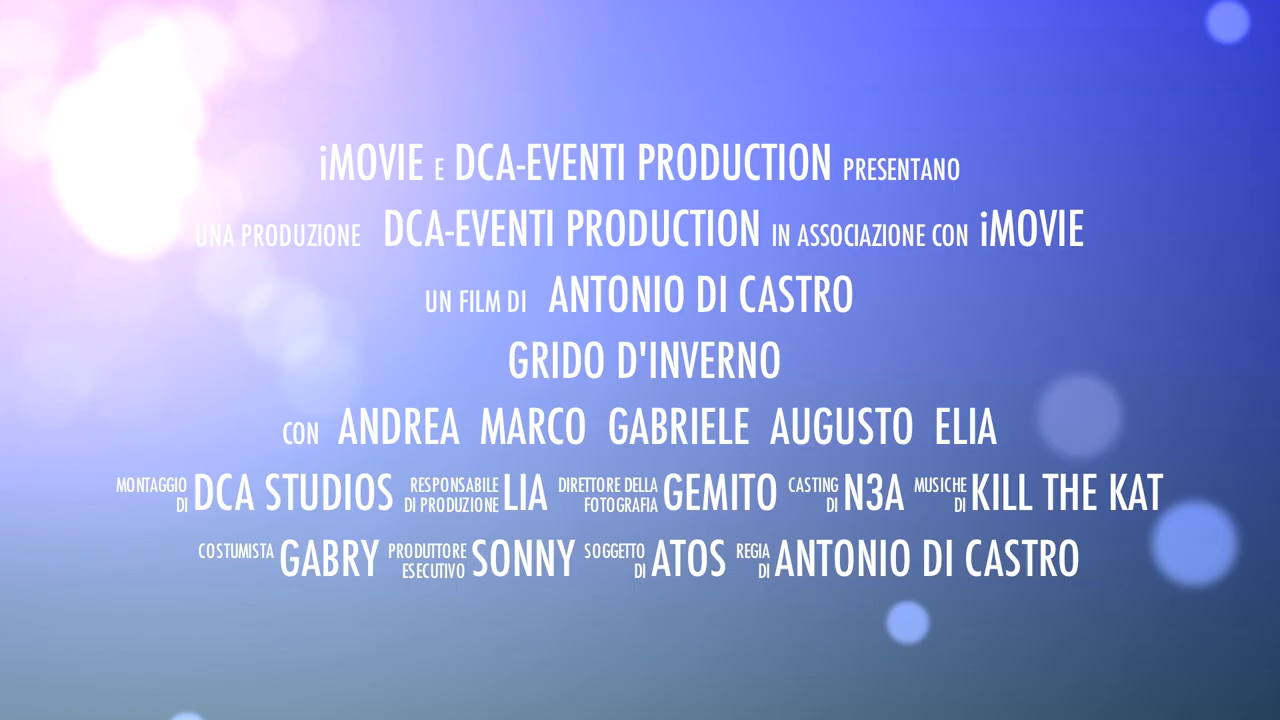 iMOVIE E DCA-EVENTI PRODUCTION PRESENTANO
UNA PRODUZIONE DCA-EVENTI PRODUCTION IN ASSOCIAZIONE CON iMOVIE
UN FILM DI ANTONIO DI CASTRO
GRIDO D'INVERNO
CON ANDREA MARCO GABRIELE AUGUSTO ELIA
MONTAGGIO DI DCA STUDIOS RESPONSABILE DI PRODUZIONE LIA DIRETTORE DELLA FOTOGRAFIA GEMITO CASTING DI N3A MUSICHE DI KILL THE KAT
COSTUMISTA GABRY PRODUTTORE ESECUTIVO SONNY SOGGETTO DI ATOS REGIA DI ANTONIO DI CASTRO